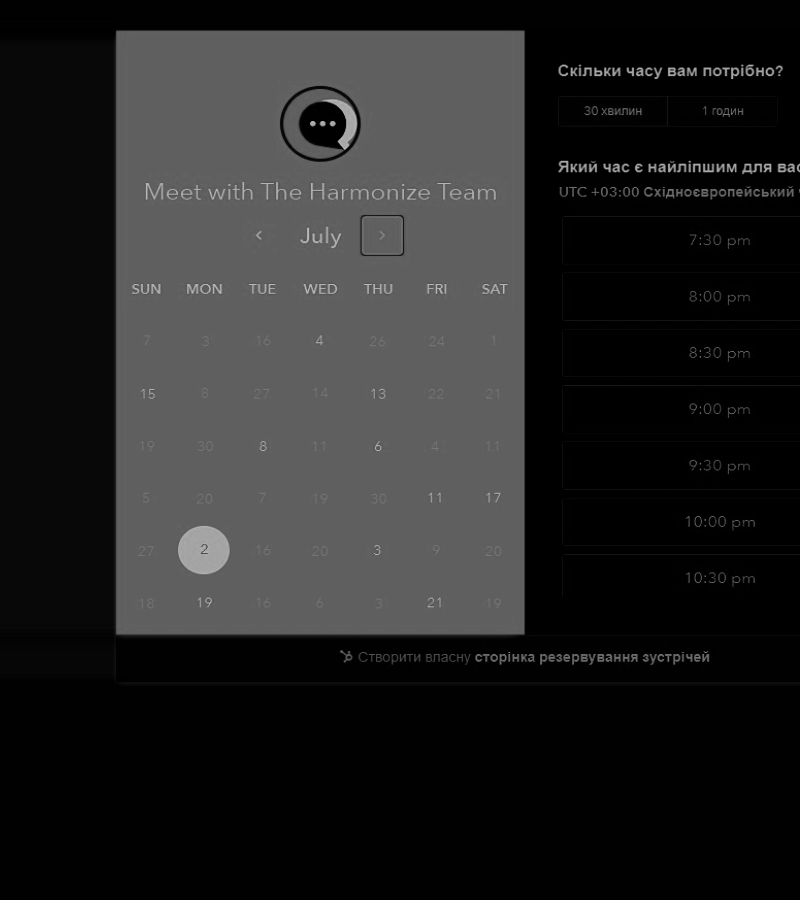 Meet with The Harmonize Team
July
SUN MON TUE WED THU FRI SAT
7 3 16 4 26 24 1
15 8 27 14 13 22 21
19 30 8 11 6 4 11
5 20 7 19 30 11 17
27 2 16 20 3 9 20
18 19 16 6 3 21 19
Скільки часу вам потрібно?
30 хвилин 1 годин
Який час є найліпшим для вас
UTC +03:00 Східноєвропейський
7:30 pm
8:00 pm
8:30 pm
9:00 pm
9:30 pm
10:00 pm
10:30 pm
Створити власну сторінка резервування зустрічей